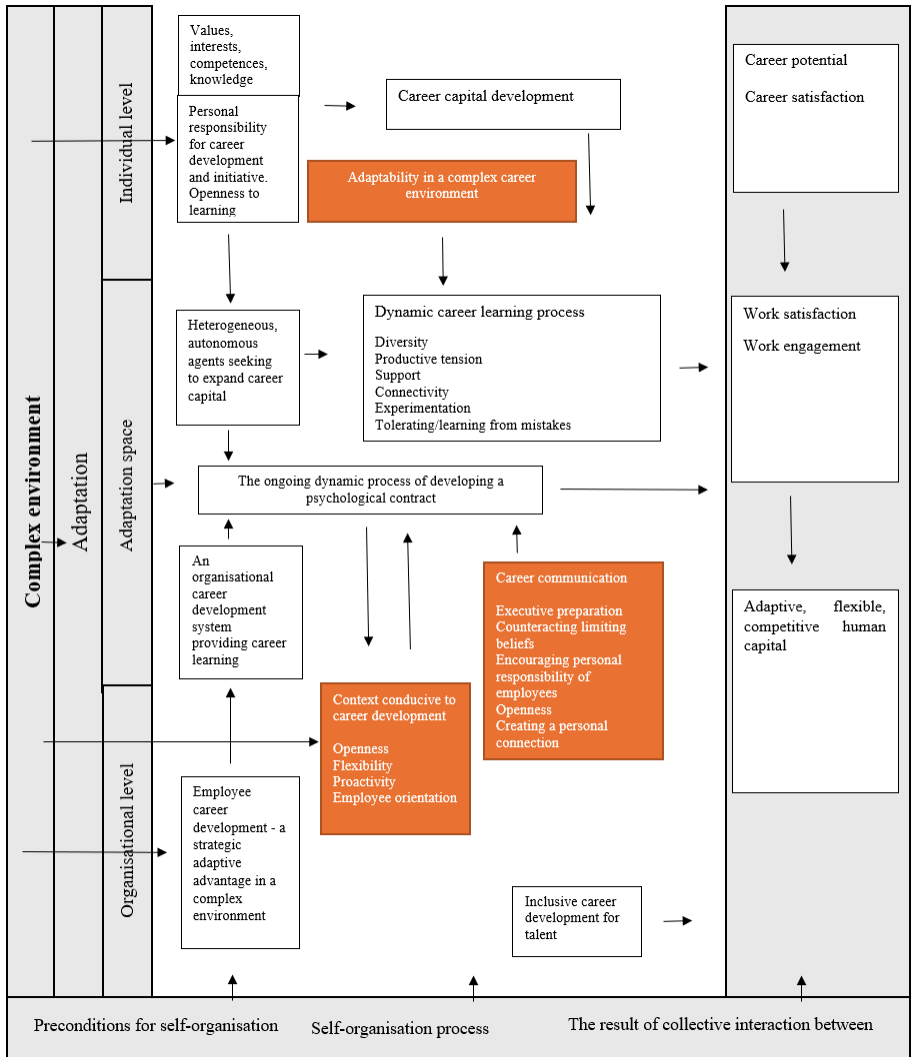 Complex environment
Adaptation
Individual level
Adaptation space
Organisational level
Values,
interests,
competences,
knowledge
Personal
responsibility
for career
development
and initiative.
Openness to
learning
Career capital development
Adaptability in a complex career
environment
Career potential
Career satisfaction
Heterogeneous,
autonomous
agents seeking
to expand career
capital
Dynamic career learning process
Diversity
Productive tension
Support
Connectivity
Experimentation
Tolerating/learning from mistakes
Work satisfaction
Work engagement
The ongoing dynamic process of developing a
psychological contract
An
organisational
career
development
system
providing career
learning
Career communication
Executive preparation
Counteracting limiting
beliefs
Encouraging personal
responsibility of
employees
Openness
Creating a personal
connection
Adaptive, flexible,
competitive human
capital
Context conducive to
career development
Openness
Flexibility
Proactivity
Employee orientation
Employee
career
development - a
strategic
adaptive
advantage in a
complex
environment
Inclusive career
development for
talent
Preconditions for self-organisation
Self-organisation process
The result of collective interaction between